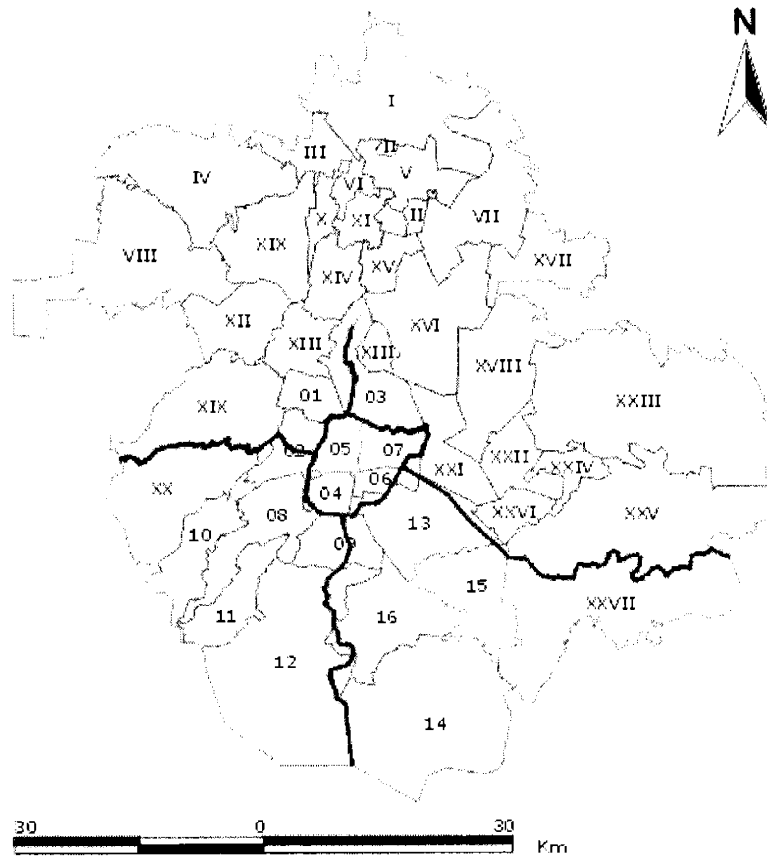 N
I
II
III
V
IV
VI
II
X
XI
VII
VIII
XIX
XV
XVII
XIV
XII
XVI
XIII
XIII
XVIII
01
03
XIX
XXIII
05
07
XXII
XXI
XXIV
XX
06
04
08
XXVI
XXV
13
10
09
15
XXVII
11
16
12
14
30 0 30
Km